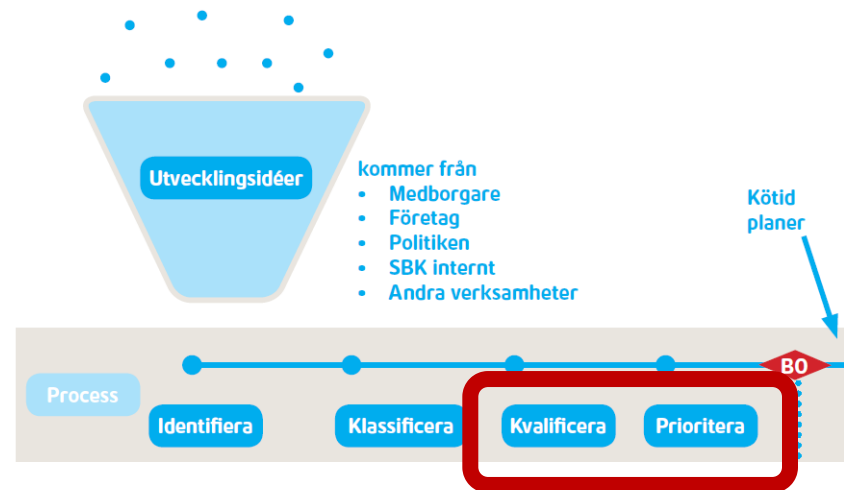 Utvecklingsidéer
kommer från
• Medborgare
• Företag
• Politiken
• SBK internt
• Andra verksamheter
Kötid
planer
B0
Process
Identifiera
Klassificera
Kvalificera
Prioritera